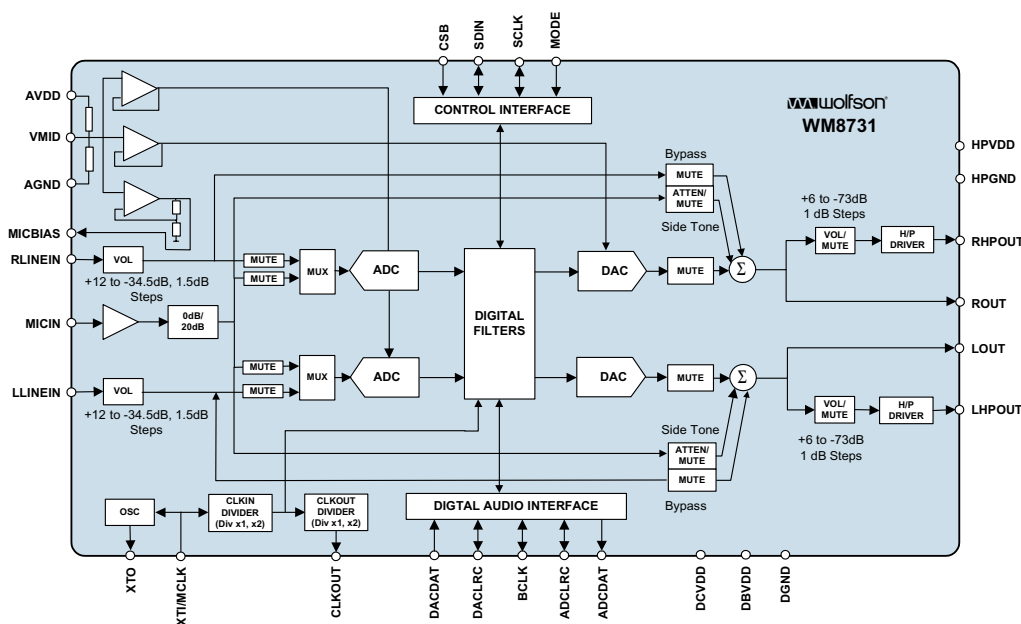 CSB
SDIN
SCLK
MODE
CONTROL INTERFACE
wolfson
WM8731
AVDD
VMID
AGND
MICBIAS
RLINEIN
MICIN
LLINEIN
HPVDD
HPGND
RHPOUT
ROUT
LOUT
LHPOUT
Bypass
MUTE
ATTEN/
MUTE
Side Tone
+6 to -73dB
1 dB Steps
VOL/
MUTE
H/P
DRIVER
VOL
+12 to -34.5dB, 1.5dB
Steps
MUTE
MUTE
MUX
ADC
DIGITAL
FILTERS
DAC
MUTE
Σ
0dB/
20dB
MUTE
MUTE
MUX
ADC
DAC
MUTE
Σ
VOL
+12 to -34.5dB, 1.5dB
Steps
VOL/
MUTE
H/P
DRIVER
+6 to -73dB
1 dB Steps
Side Tone
ATTEN/
MUTE
MUTE
Bypass
OSC
CLKIN
DIVIDER
(Div x1, x2)
CLKOUT
DIVIDER
(Div x1, x2)
DIGTAL AUDIO INTERFACE
XTO
XTI/MCLK
CLKOUT
DACDAT
DACLRC
BCLK
ADCLRC
ADCDAT
DCVDD
DBVDD
DGND